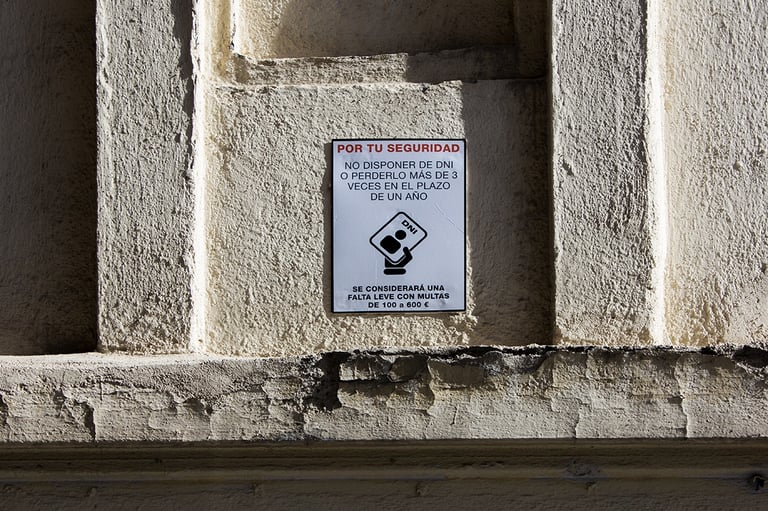 POR TU SEGURIDAD
NO DISPONER DE DNI
O PERDERLO MÁS DE 3
VECES EN EL PLAZO
DE UN AÑO
DNI
SE CONSIDERARÁ UNA
FALTA LEVE CON MULTAS
DE 100 a 600 €